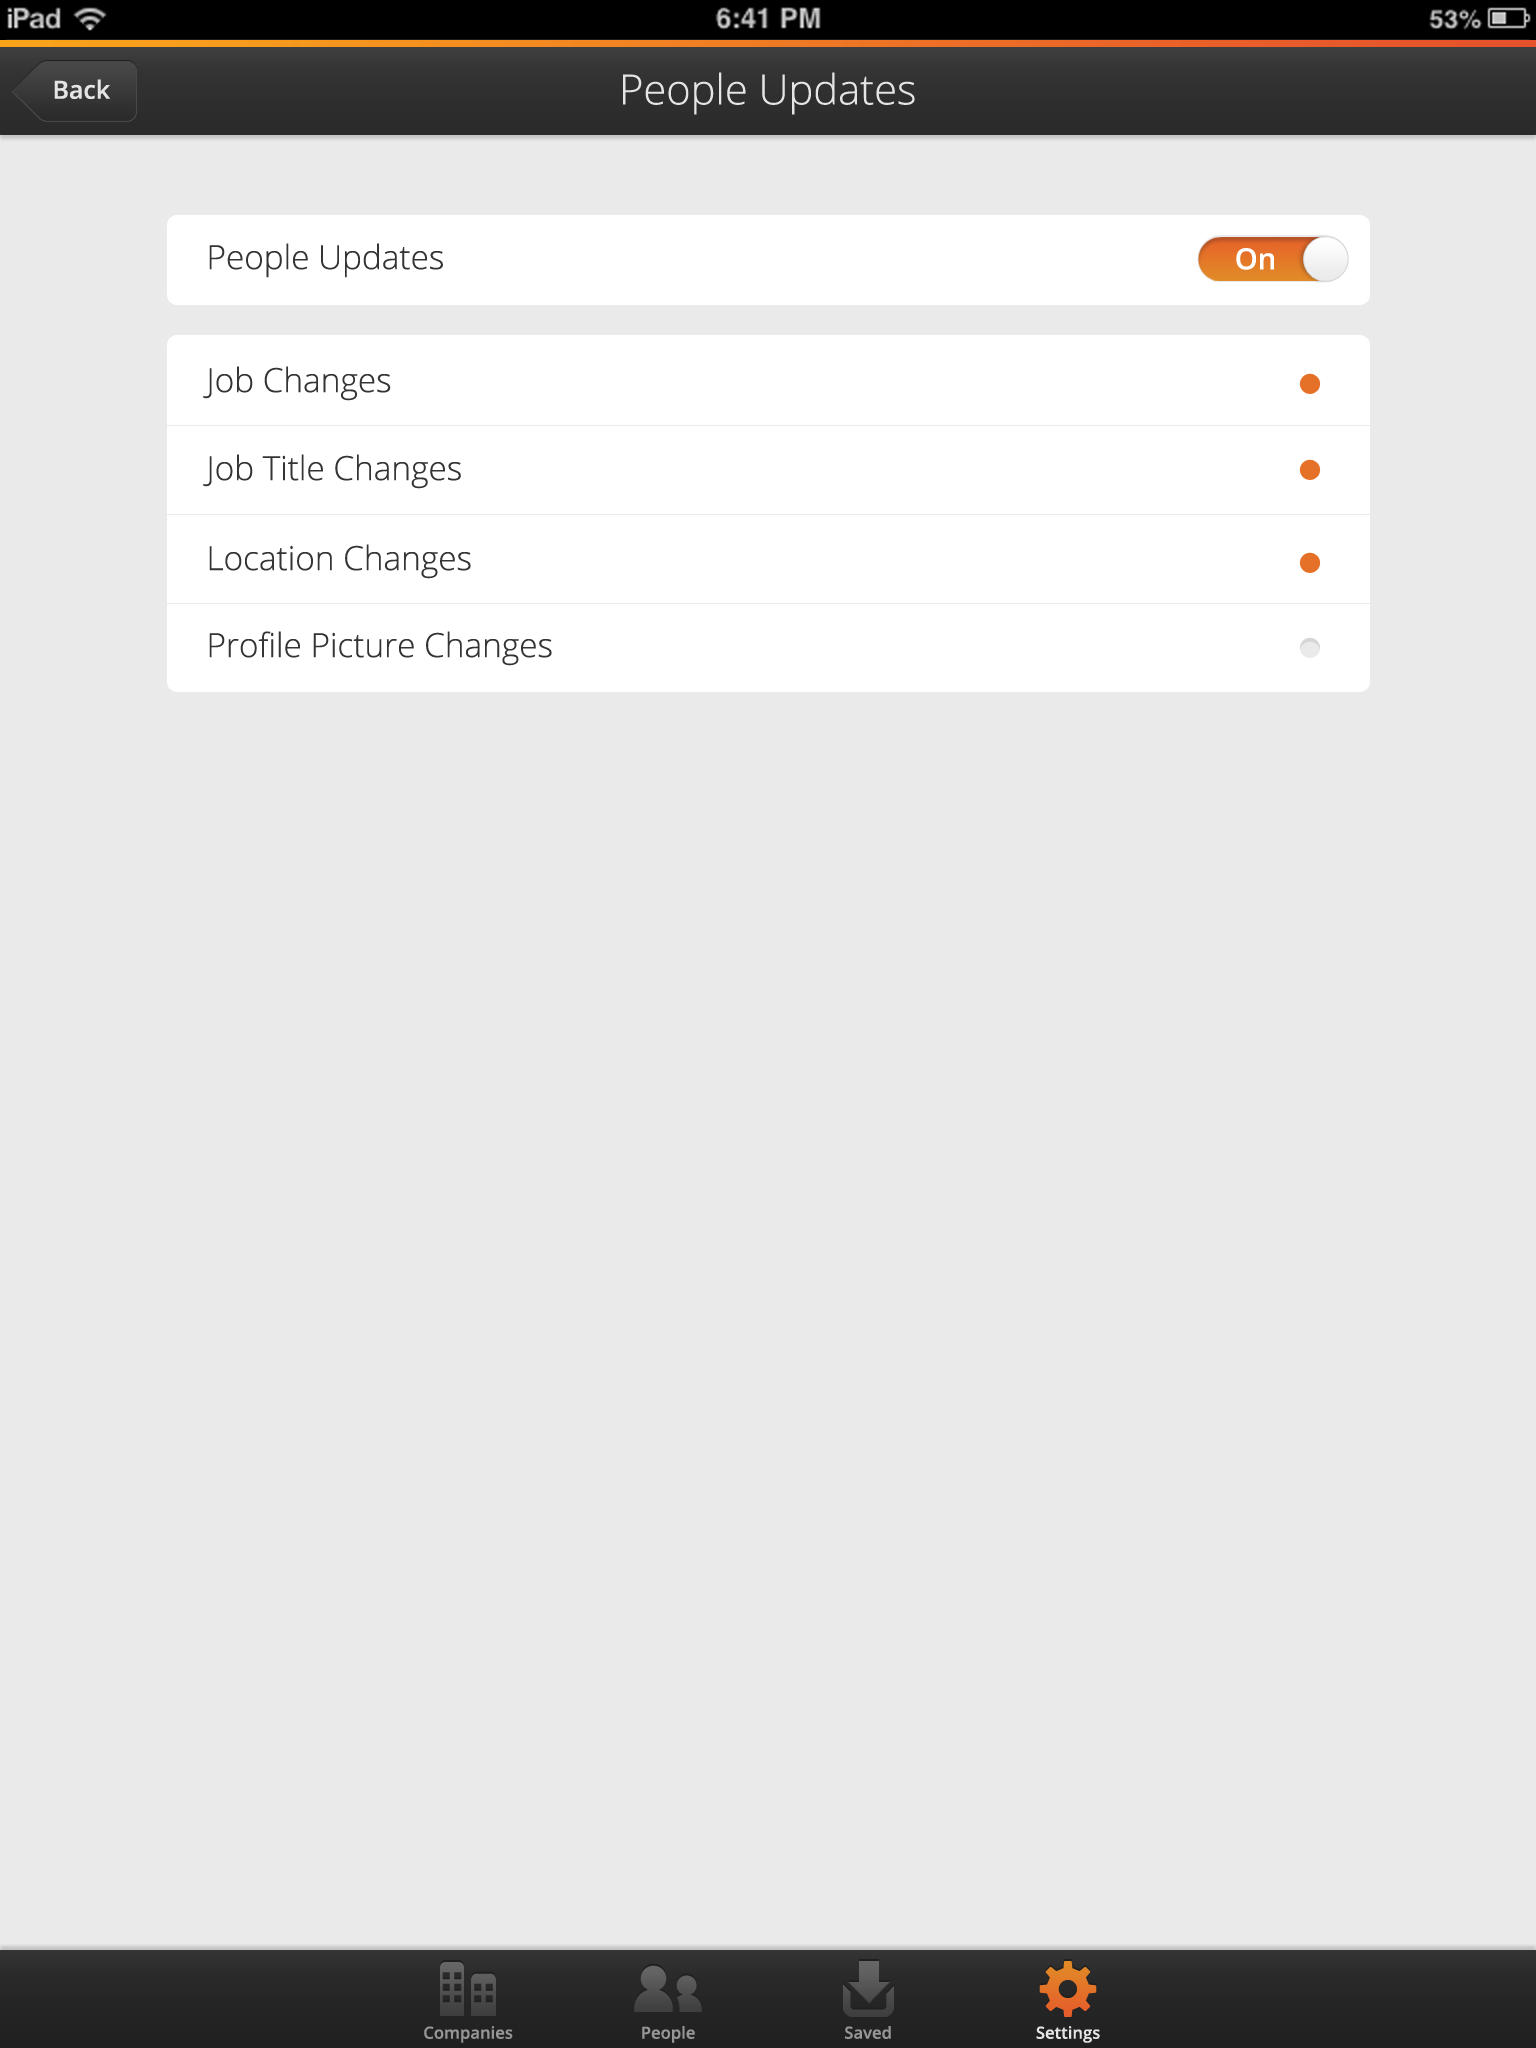 iPad 6:41 PM 53%
Back People Updates
People Updates On
Job Changes
Job Title Changes
Location Changes
Profile Picture Changes
Companies People Saved Settings